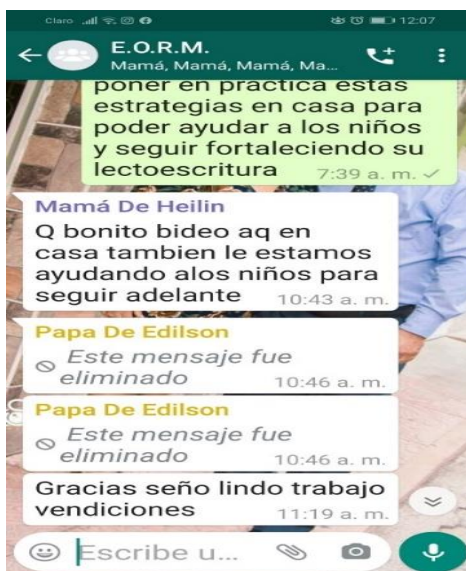 Claro 12:07
E.O.R.M.
Mamá, Mamá, Mamá, Ma...
poner en practica estas
estrategias en casa para
poder ayudar a los niños
y seguir fortaleciendo su
lectoescritura 7:39 a. m.
Mamá De Heilin
Q bonito bideo aq en
casa tambien le estamos
ayudando alos niños para
seguir adelante 10:43 a. m.
Papa De Edilson
Este mensaje fue
eliminado 10:46 a. m.
Papa De Edilson
Este mensaje fue
eliminado 10:46 a. m.
Gracias seño lindo trabajo
vendiciones 11:19 a. m.
Escribe u...